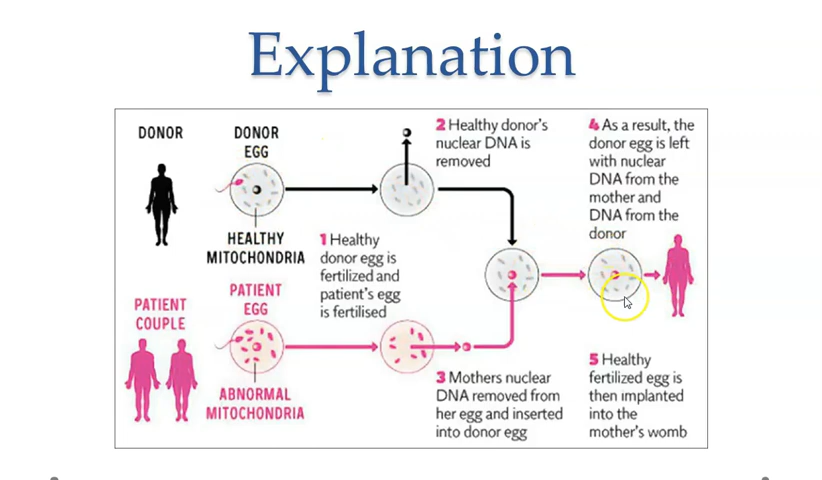 Explanation
DONOR
DONOR
EGG
HEALTHY
MITOCHONDRIA
PATIENT
COUPLE
PATIENT
EGG
ABNORMAL
MITOCHONDRIA
1 Healthy
donor egg is
fertilized and
patient's egg
is fertilised
2 Healthy donor's
nuclear DNA is
removed
3 Mothers nuclear
DNA removed from
her egg and inserted
into donor egg
4 As a result, the
donor egg is left
with nuclear
DNA from the
mother and
DNA from the
donor
5 Healthy
fertilized egg is
then implanted
into the
mother's womb